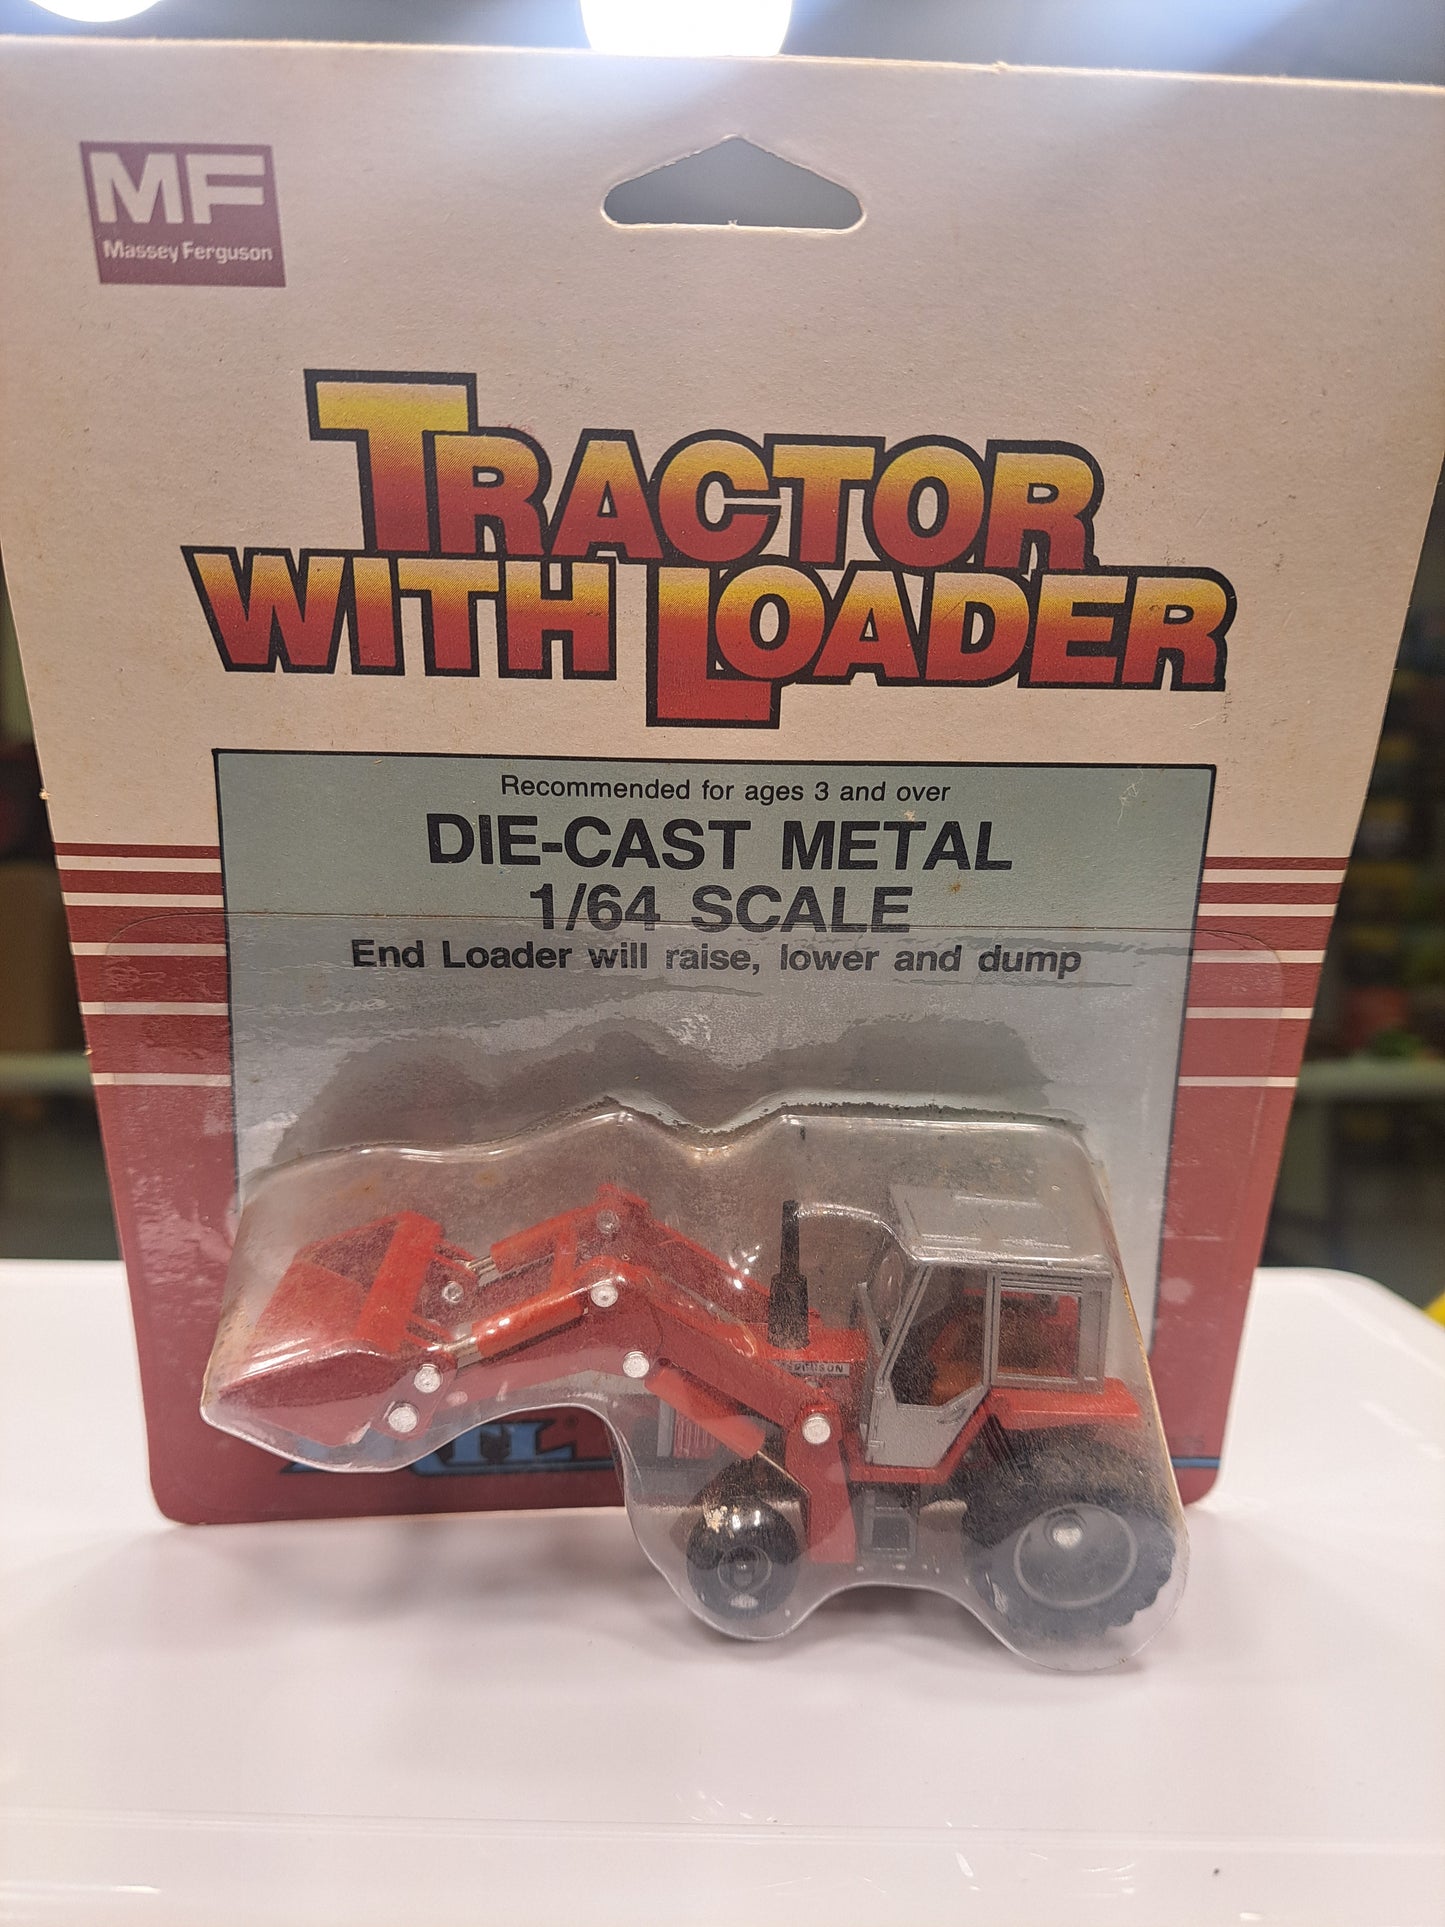 MF
Massey Ferguson
TRACTOR
WITH LOADER
Recommended for ages 3 and over
DIE-CAST METAL
1/64 SCALE
End Loader will raise, lower and dump